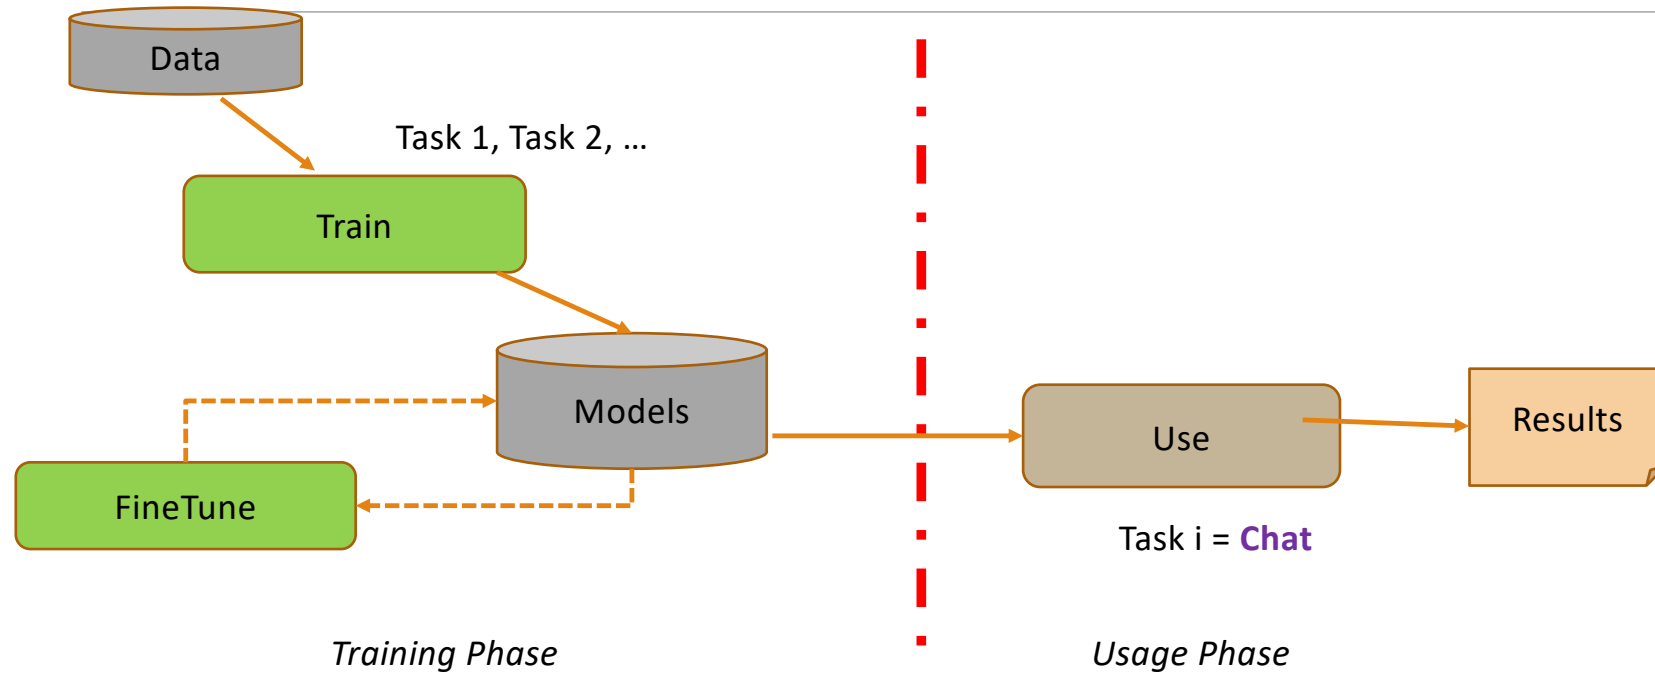 Data
Task 1, Task 2, …
Train
Models
FineTune
Use
Results
Task i = Chat
Training Phase
Usage Phase